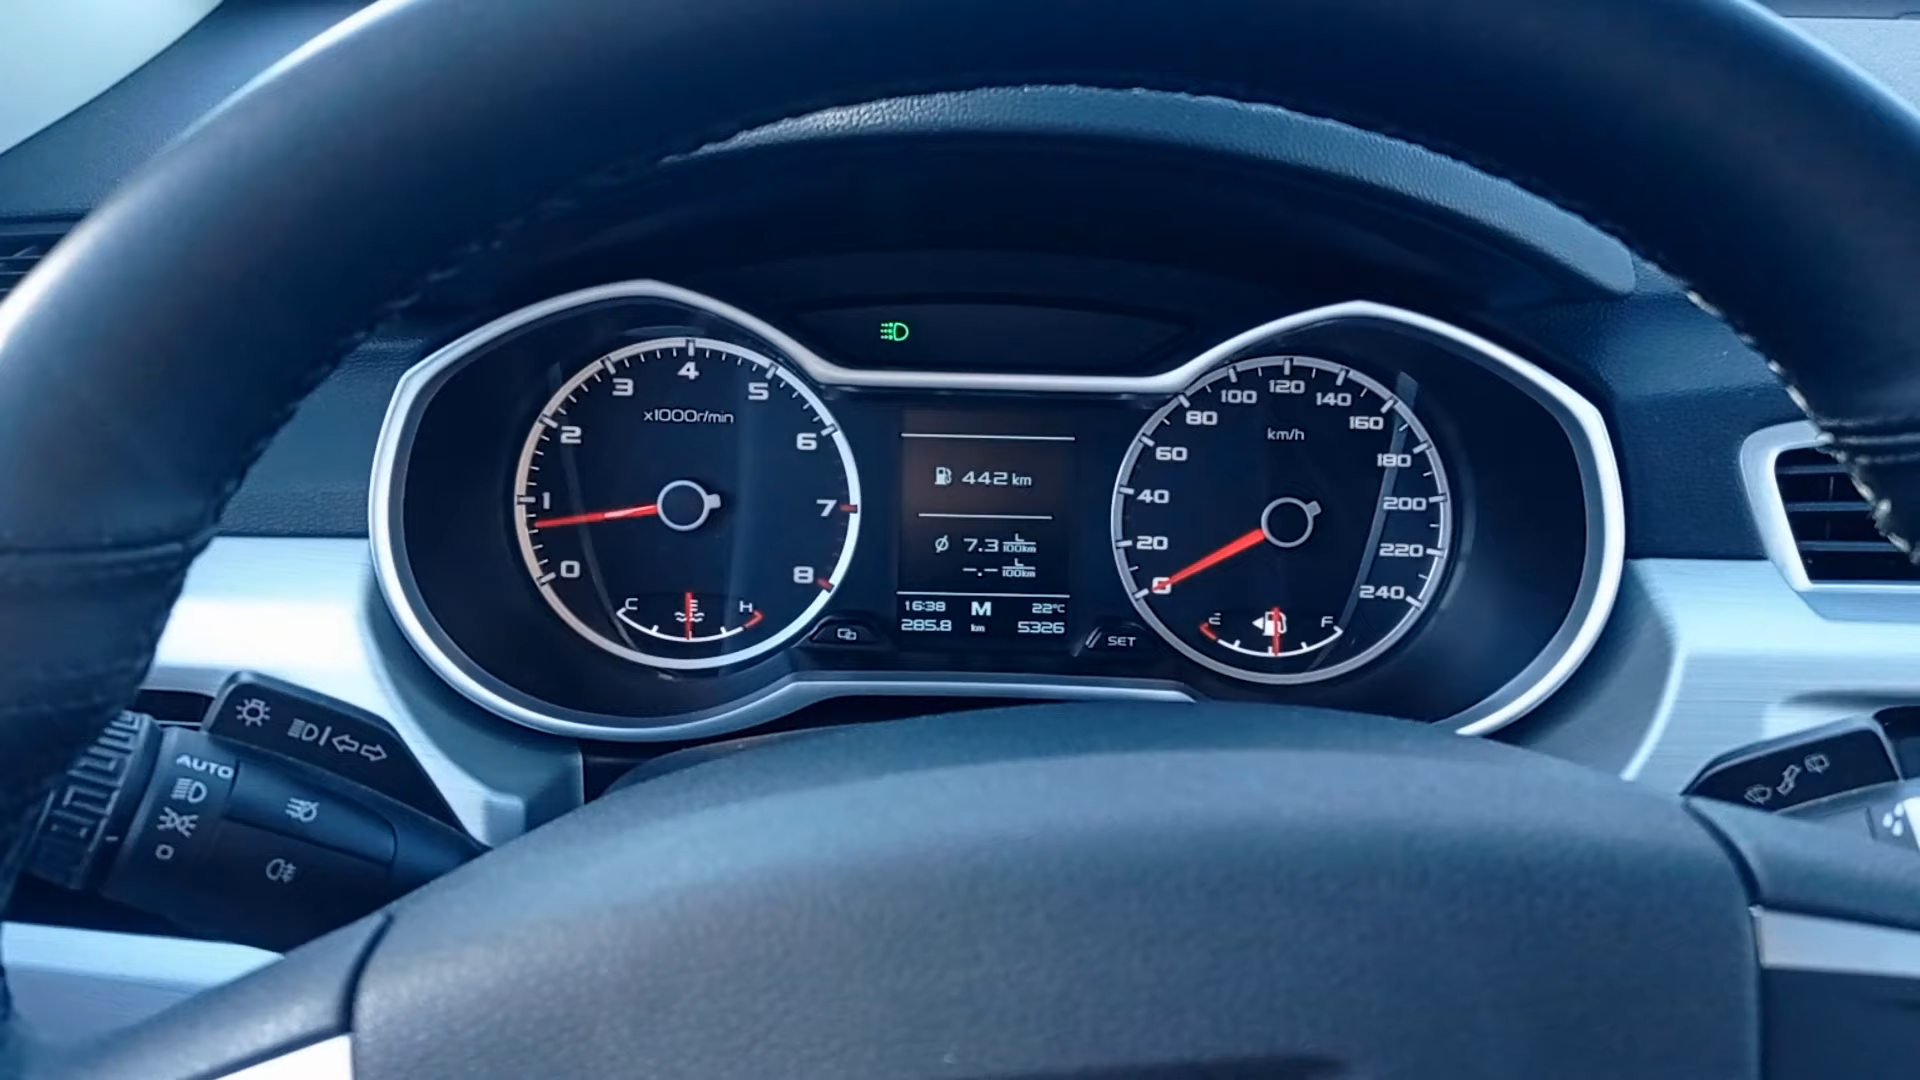 0
1
2
3
4
5
6
7
8
x1000r/min
C
H
442 km
Ø 7.3 L/100km
-.- L/100km
16:38 M 22°C
285.8 km 5326
SET
0
20
40
60
80
100
120
140
160
180
200
220
240
km/h
E
F
AUTO
O